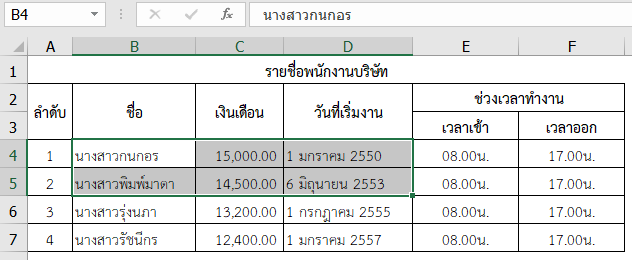 B4 fx นางสาวกนกอร
A B C D E F
1 รายชื่อพนักงานบริษัท
2 ลำดับ ชื่อ เงินเดือน วันที่เริ่มงาน ช่วงเวลาทำงาน
3 เวลาเข้า เวลาออก
4 1 นางสาวกนกอร 15,000.00 1 มกราคม 2550 08.00น. 17.00น.
5 2 นางสาวพิมพ์มาดา 14,500.00 6 มิถุนายน 2553 08.00น. 17.00น.
6 3 นางสาวรุ่งนภา 13,200.00 1 กรกฎาคม 2555 08.00น. 17.00น.
7 4 นางสาวรัชนีกร 12,400.00 1 มกราคม 2557 08.00น. 17.00น.